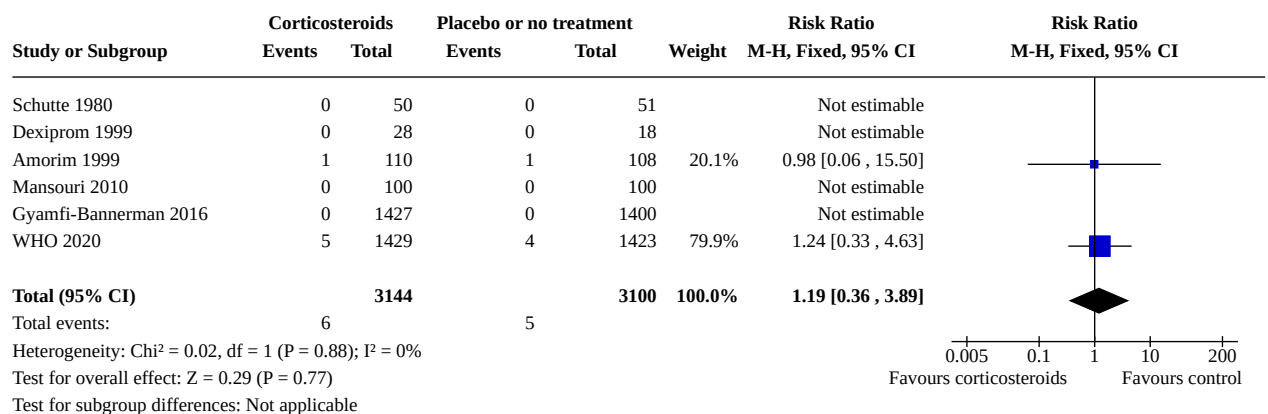 Corticosteroids Placebo or no treatment Risk Ratio Risk Ratio
Study or Subgroup Events Total Events Total Weight M-H, Fixed, 95% CI M-H, Fixed, 95% CI
Schutte 1980 0 50 0 51 Not estimable
Dexiprom 1999 0 28 0 18 Not estimable
Amorim 1999 1 110 1 108 20.1% 0.98 [0.06 , 15.50]
Mansouri 2010 0 100 0 100 Not estimable
Gyamfi-Bannerman 2016 0 1427 0 1400 Not estimable
WHO 2020 5 1429 4 1423 79.9% 1.24 [0.33 , 4.63]
Total (95% CI) 3144 3100 100.0% 1.19 [0.36 , 3.89]
Total events: 6 5
Heterogeneity: Chi² = 0.02, df = 1 (P = 0.88); I² = 0%
0.005 0.1 1 10 200
Test for overall effect: Z = 0.29 (P = 0.77)
Favours corticosteroids Favours control
Test for subgroup differences: Not applicable